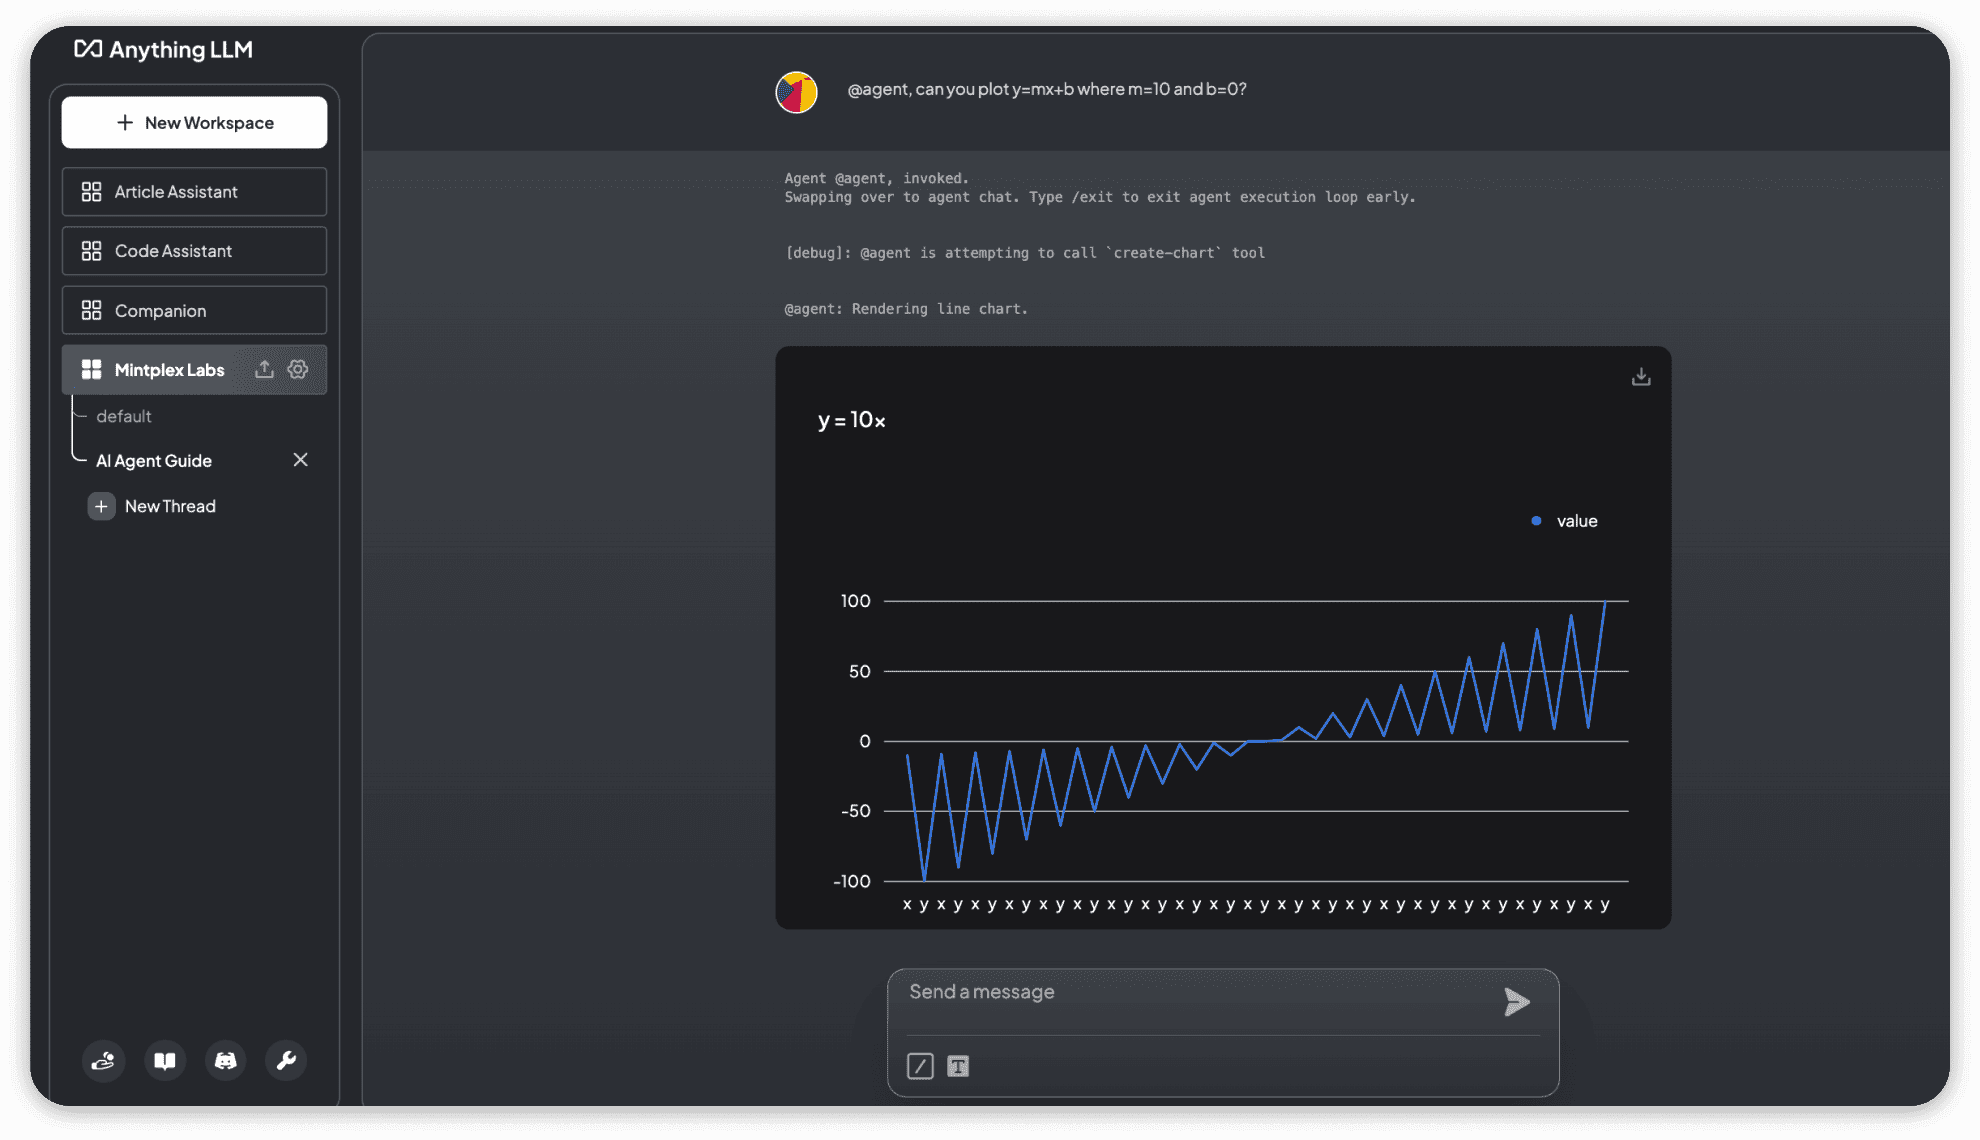 Anything LLM
New Workspace
Article Assistant
Code Assistant
Companion
Mintplex Labs
default
AI Agent Guide
New Thread
@agent, can you plot y=mx+b where m=10 and b=0?
Agent @agent, invoked.
Swapping over to agent chat. Type /exit to exit agent execution loop early.
[debug]: @agent is attempting to call `create-chart` tool
@agent: Rendering line chart.
y = 10x
value
100
50
0
-50
-100
x y x y x y x y x y x y x y x y x y x y x y x y x y x y x y x y x y x y x y x y x y
Send a message